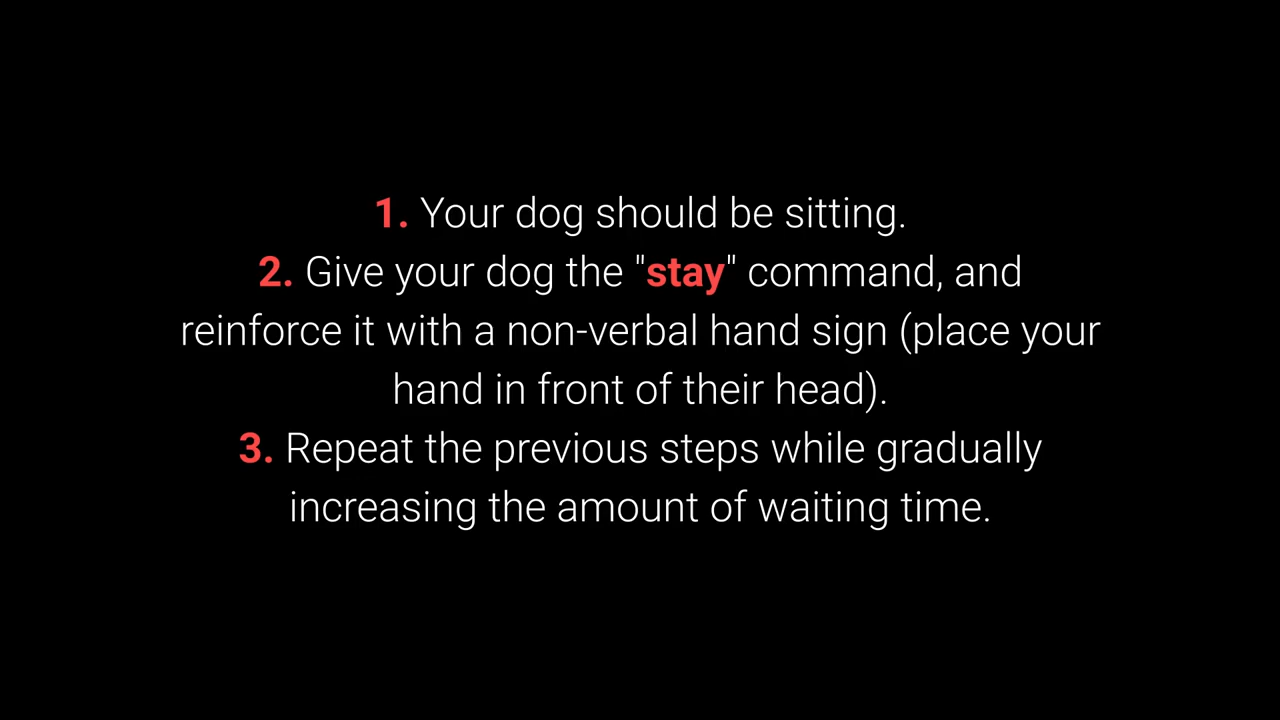 1. Your dog should be sitting.
2. Give your dog the "stay" command, and
reinforce it with a non-verbal hand sign (place your
hand in front of their head).
3. Repeat the previous steps while gradually
increasing the amount of waiting time.